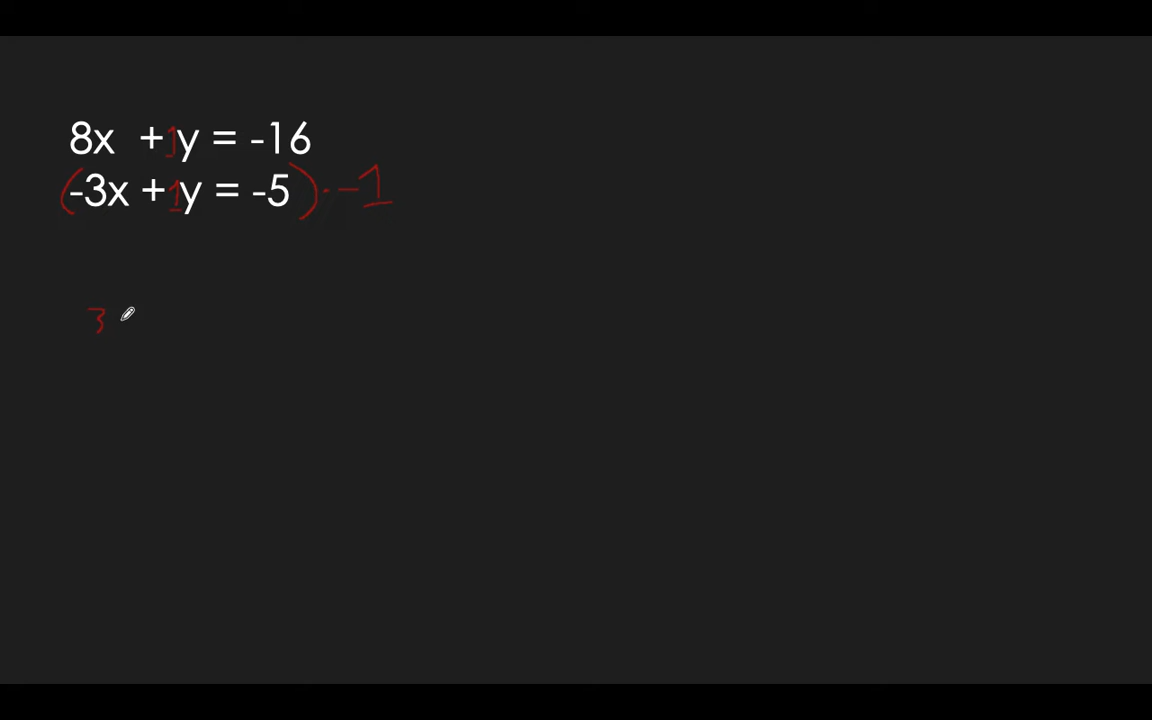 8x + 1y = -16
(-3x + 1y = -5) · -1
3